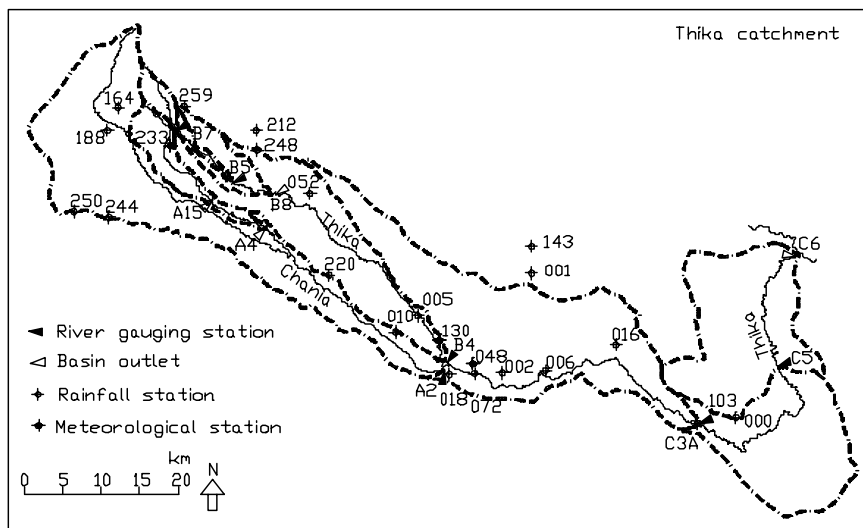 Thika catchment
164
259
188
233
B7
212
248
B5
052
B8
250
244
A15
A4
Thika
Chania
220
143
001
C6
005
010
130
B4
016
Thika
048
002
006
C5
A2
018
072
103
000
C3A
River gauging station
Basin outlet
Rainfall station
Meteorological station
km
0 5 10 15 20
N